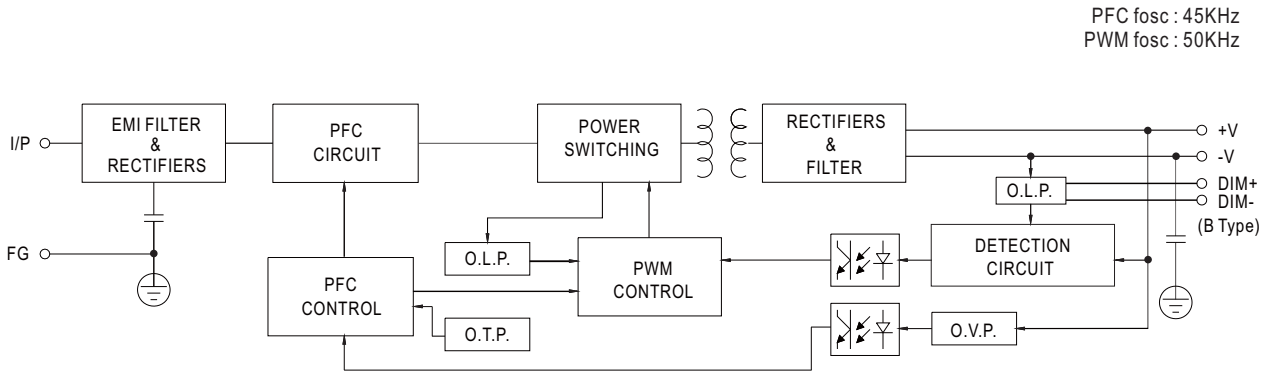 PFC fosc : 45KHz
PWM fosc : 50KHz
I/P
EMI FILTER
&
RECTIFIERS
PFC
CIRCUIT
POWER
SWITCHING
RECTIFIERS
&
FILTER
+V
-V
O.L.P.
DIM+
DIM-
(B Type)
FG
O.L.P.
PFC
CONTROL
PWM
CONTROL
DETECTION
CIRCUIT
O.T.P.
O.V.P.